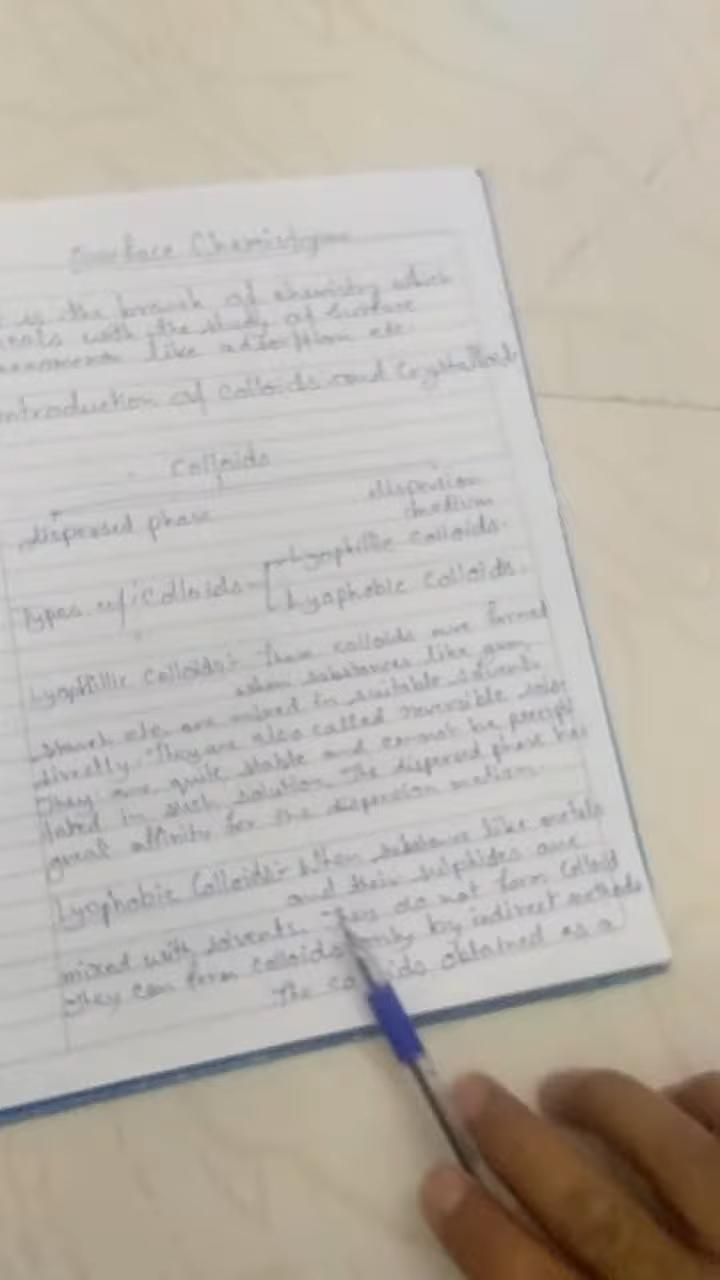 Surface Chemistry
is the branch of chemistry which
deals with the study of surface
phenomena like adsorption etc.
introduction of colloids and Crystalloids
Colloids
dispersed phase
dispersion
medium
Types of colloids
Lyophillic colloids.
Lyophobic colloids.
Lyophillic colloids:- These colloids are formed
when substances like gum,
starch etc. are mixed in suitable solvents
directly. They are also called reversible
They are quite stable and cannot be precipi
tated in such solution. The dispersed phase has
great affinity for the dispersion medium.
Lyophobic Colloids:- When substance like metals
and their sulphides are
mixed with solvents. They do not form colloid
They can form colloids only by indirect methods
The obtained as a